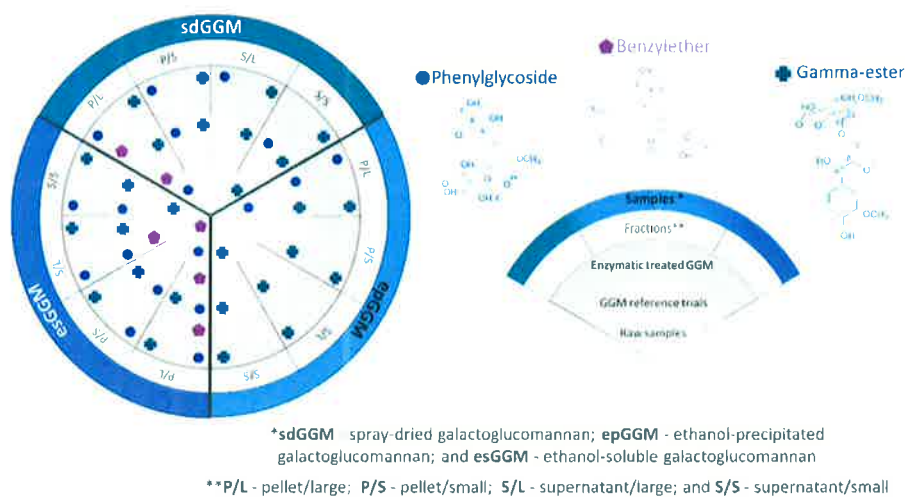 sdGGM
P/S
S/L
P/L
S/S
S/S
P/L
S/L
P/S
P/S
S/L
P/L
S/S
esGGM
epGGM
Benzylether
Phenylglycoside
Gamma-ester
Samples*
Fractions**
Enzymatic treated GGM
GGM reference trials
Raw samples
*sdGGM - spray-dried galactoglucomannan; epGGM - ethanol-precipitated
galactoglucomannan; and esGGM - ethanol-soluble galactoglucomannan
**P/L - pellet/large; P/S - pellet/small; S/L - supernatant/large; and S/S - supernatant/small